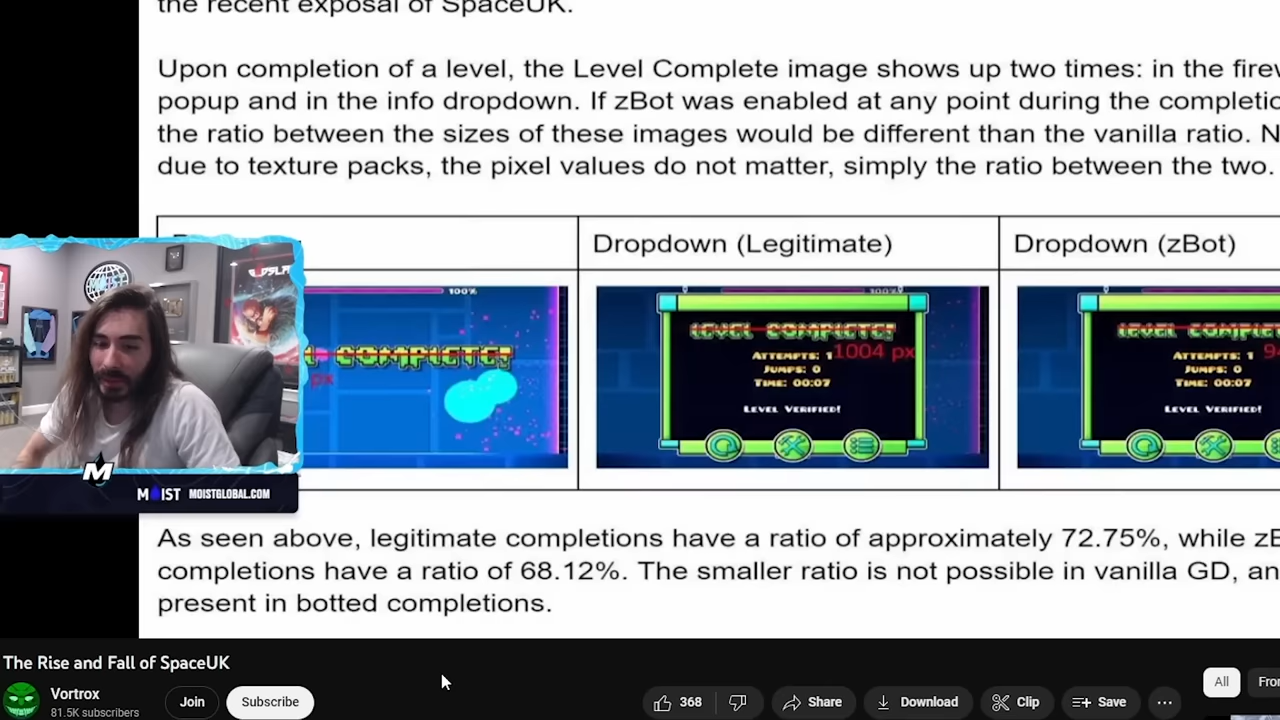 the recent exposal of SpaceUK.
Upon completion of a level, the Level Complete image shows up two times: in the
popup and in the info dropdown. If zBot was enabled at any point during the
the ratio between the sizes of these images would be different than the vanilla ratio.
due to texture packs, the pixel values do not matter, simply the ratio between the two.
Dropdown (Legitimate)
Dropdown (zBot)
100%
COMPLETE!
px
100%
LEVEL COMPLETE!
1004 px
ATTEMPTS: 1
JUMPS: 0
TIME: 00:07
LEVEL VERIFIED!
LEVEL
ATTEMPTS: 1
JUMPS: 0
TIME: 00:07
LEVEL VERIFIED!
M
MOIST MOISTGLOBAL.COM
As seen above, legitimate completions have a ratio of approximately 72.75%, while
completions have a ratio of 68.12%. The smaller ratio is not possible in vanilla GD,
present in botted completions.
The Rise and Fall of SpaceUK
Vortrox
81.5K subscribers
Join
Subscribe
368
Share
Download
Clip
Save
All